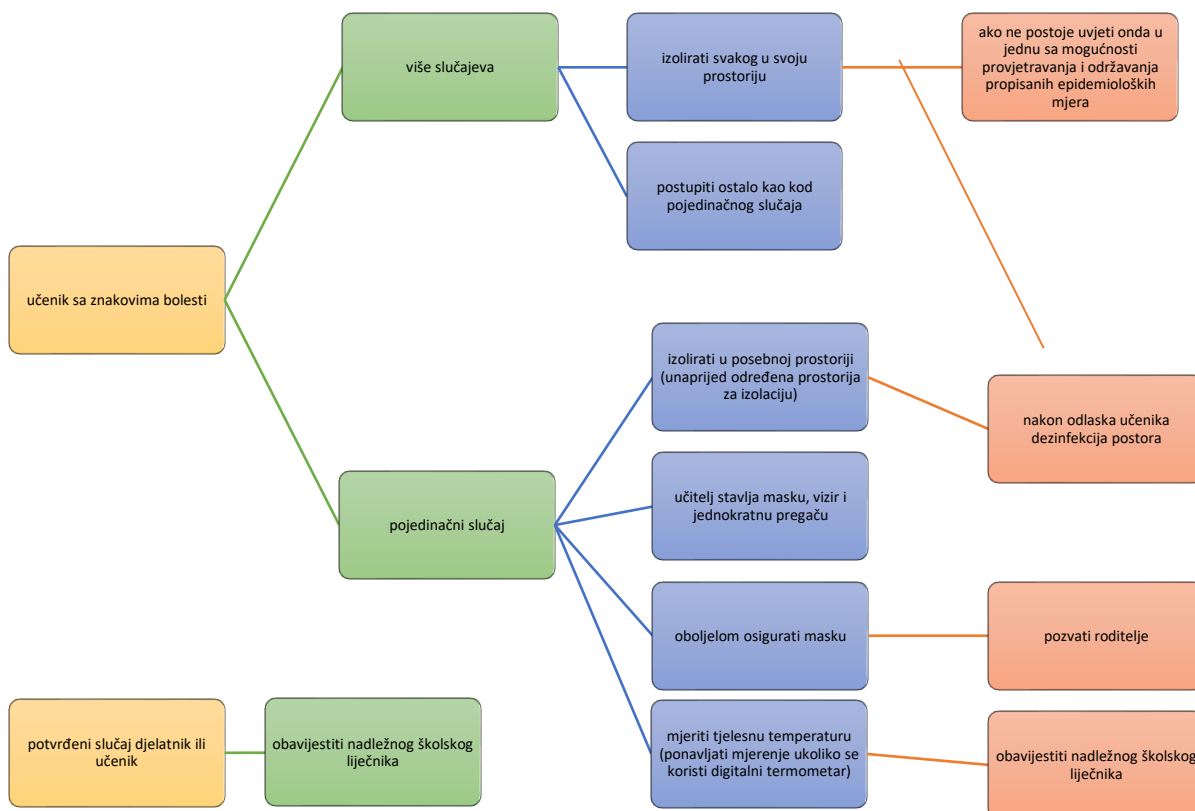 više slučajeva
izolirati svakog u svoju
prostoriju
ako ne postoje uvjeti onda u
jednu sa mogućnosti
provjetravanja i održavanja
propisanih epidemioloških
mjera
postupiti ostalo kao kod
pojedinačnog slučaja
učenik sa znakovima bolesti
izolirati u posebnoj prostoriji
(unaprijed određena prostorija
za izolaciju)
nakon odlaska učenika
dezinfekcija postora
učitelj stavlja masku, vizir i
jednokratnu pregaču
pojedinačni slučaj
oboljelom osigurati masku
pozvati roditelje
potvrđeni slučaj djelatnik ili
učenik
obavijestiti nadležnog školskog
liječnika
mjeriti tjelesnu temperaturu
(ponavljati mjerenje ukoliko se
koristi digitalni termometar)
obavijestiti nadležnog školskog
liječnika